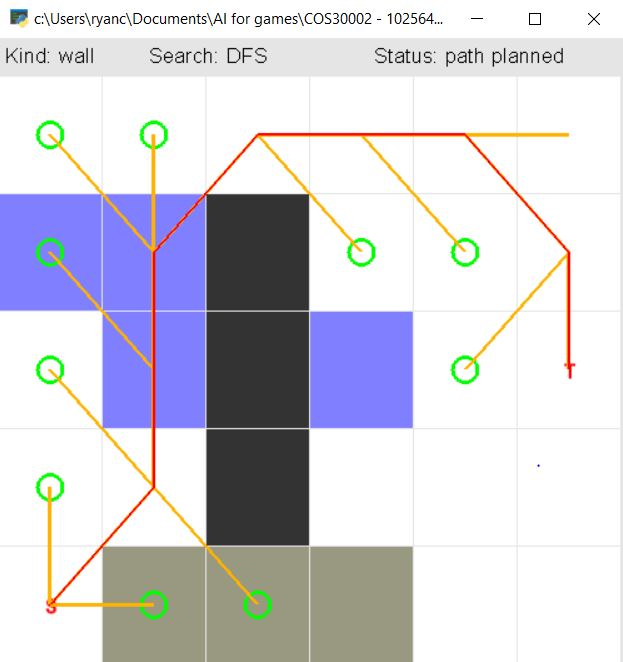 c:\Users\ryanc\Documents\AI for games\COS30002 - 102564...
Kind: wall Search: DFS Status: path planned
T
S